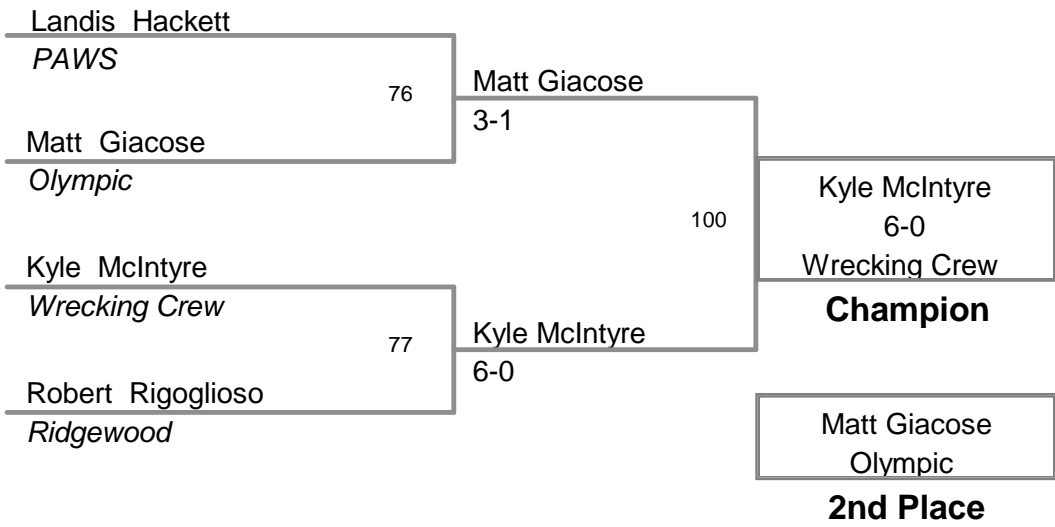 Landis Hackett
PAWS
76
Matt Giacose
3-1
Matt Giacose
Olympic
100
Kyle McIntyre
6-0
Wrecking Crew
Champion
Kyle McIntyre
Wrecking Crew
77
Kyle McIntyre
6-0
Robert Rigoglioso
Ridgewood
Matt Giacose
Olympic
2nd Place